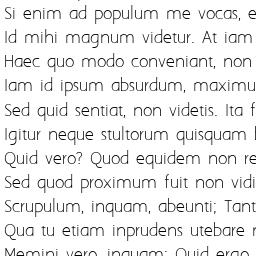 Si enim ad populum me vocas, e
Id mihi magnum videtur. At iam
Haec quo modo conveniant, non
Iam id ipsum absurdum, maximu
Sed quid sentiat, non videtis. Ita f
Igitur neque stultorum quisquam
Quid vero? Quod equidem non re
Sed quod proximum fuit non vidi
Scrupulum, inquam, abeunti; Tant
Qua tu etiam inprudens utebare
Memini vero, inquam; Quid ergo